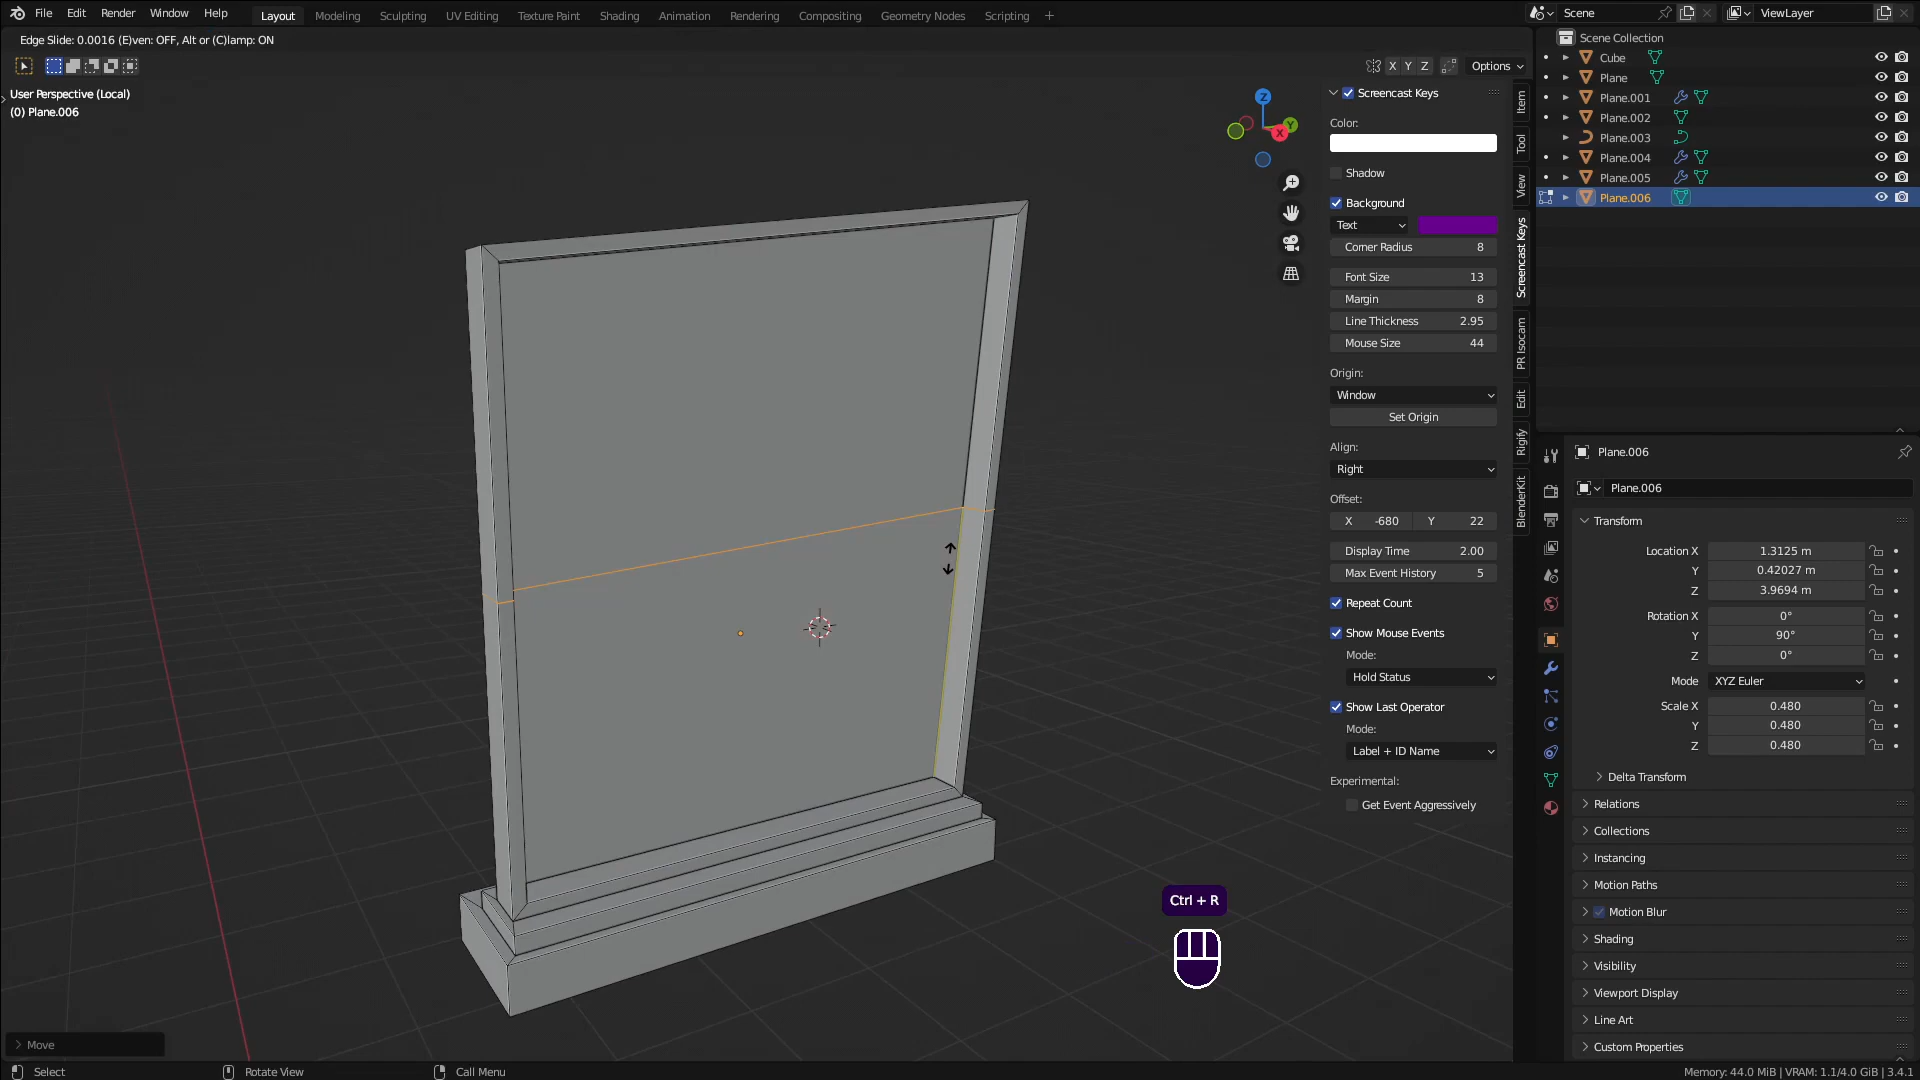 File Edit Render Window Help Layout Modeling Sculpting UV Editing Texture Paint Shading Animation Rendering Compositing Geometry Nodes Scripting + Scene ViewLayer
Edge Slide: 0.0016 (E)ven: OFF, Alt or (C)lamp: ON
X Y Z Options
User Perspective (Local)
(0) Plane.006
Z
Y
X
Screencast Keys
Color:
Shadow
Background
Text
Corner Radius 8
Font Size 13
Margin 8
Line Thickness 2.95
Mouse Size 44
Origin:
Window
Set Origin
Align:
Right
Offset:
X -680 Y 22
Display Time 2.00
Max Event History 5
Repeat Count
Show Mouse Events
Mode:
Hold Status
Show Last Operator
Mode:
Label + ID Name
Experimental:
Get Event Aggressively
Item
Tool
View
Screencast Keys
PR Isocam
Edit
Rigify
BlenderKit
Scene Collection
Cube
Plane
Plane.001
Plane.002
Plane.003
Plane.004
Plane.005
Plane.006
Plane.006
Plane.006
Transform
Location X 1.3125 m
Y 0.42027 m
Z 3.9694 m
Rotation X 0°
Y 90°
Z 0°
Mode XYZ Euler
Scale X 0.480
Y 0.480
Z 0.480
Delta Transform
Relations
Collections
Instancing
Motion Paths
Motion Blur
Shading
Visibility
Viewport Display
Line Art
Custom Properties
Ctrl + R
Move
Select Rotate View Call Menu Memory: 44.0 MiB | VRAM: 1.1/4.0 GiB | 3.4.1